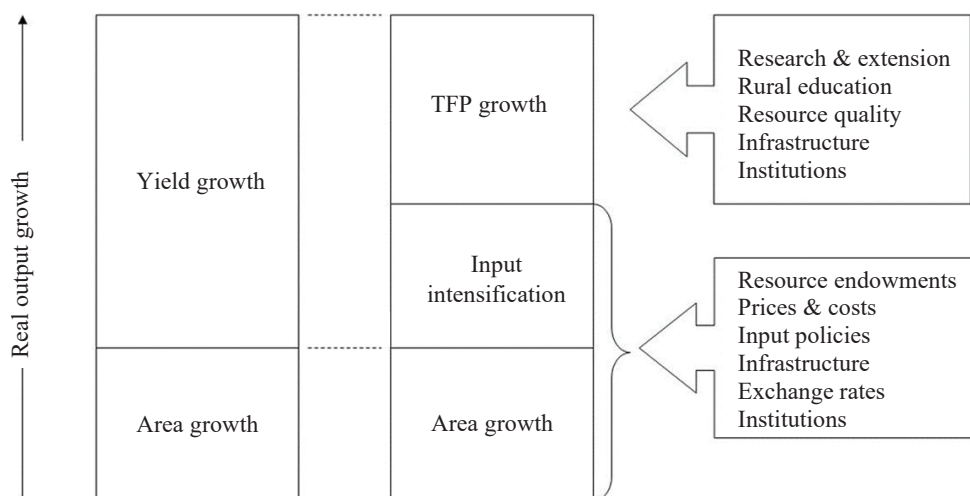 Real output growth
Yield growth
Area growth
TFP growth
Input
intensification
Area growth
Research & extension
Rural education
Resource quality
Infrastructure
Institutions
Resource endowments
Prices & costs
Input policies
Infrastructure
Exchange rates
Institutions